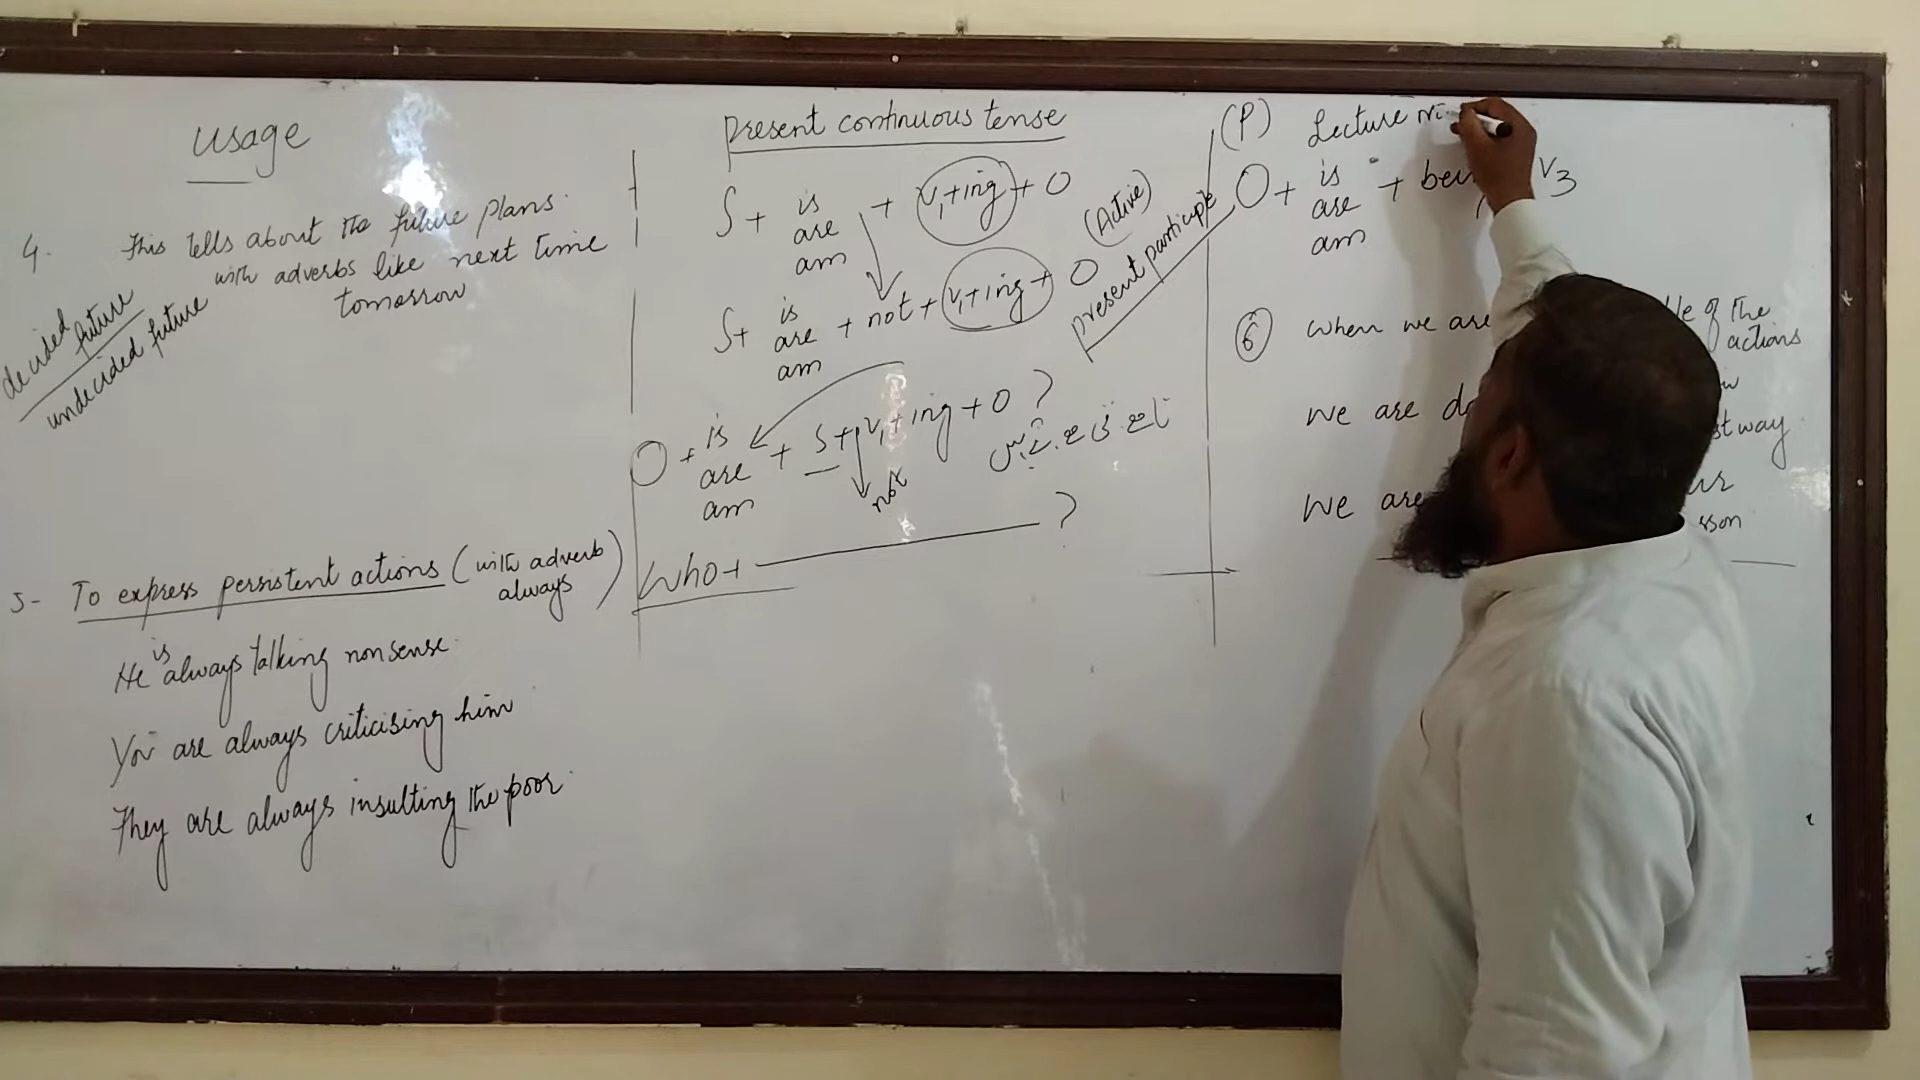 Usage
4. This tells about the future plans.
with adverbs like next time
tomorrow
decided future
undecided future
5- To express persistent actions (with adverb always)
He is always talking nonsense.
You are always criticising him
They are always insulting the poor.
Present continuous tense
S + is are am + V1+ing + O
(Active)
S + is are am + not + V1+ing + O
present participle
O + is are am + S + V1 + ing + O ?
not
Who + ?
(P) Lecture
O + is are am + V3
6 When we are of the
actions
We are
way
We are